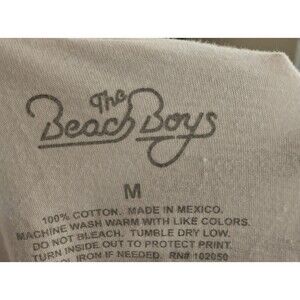 The
Beach Boys
M
100% COTTON. MADE IN MEXICO.
MACHINE WASH WARM WITH LIKE COLORS.
DO NOT BLEACH. TUMBLE DRY LOW.
TURN INSIDE OUT TO PROTECT PRINT.
IRON IF NEEDED. RN# 102050